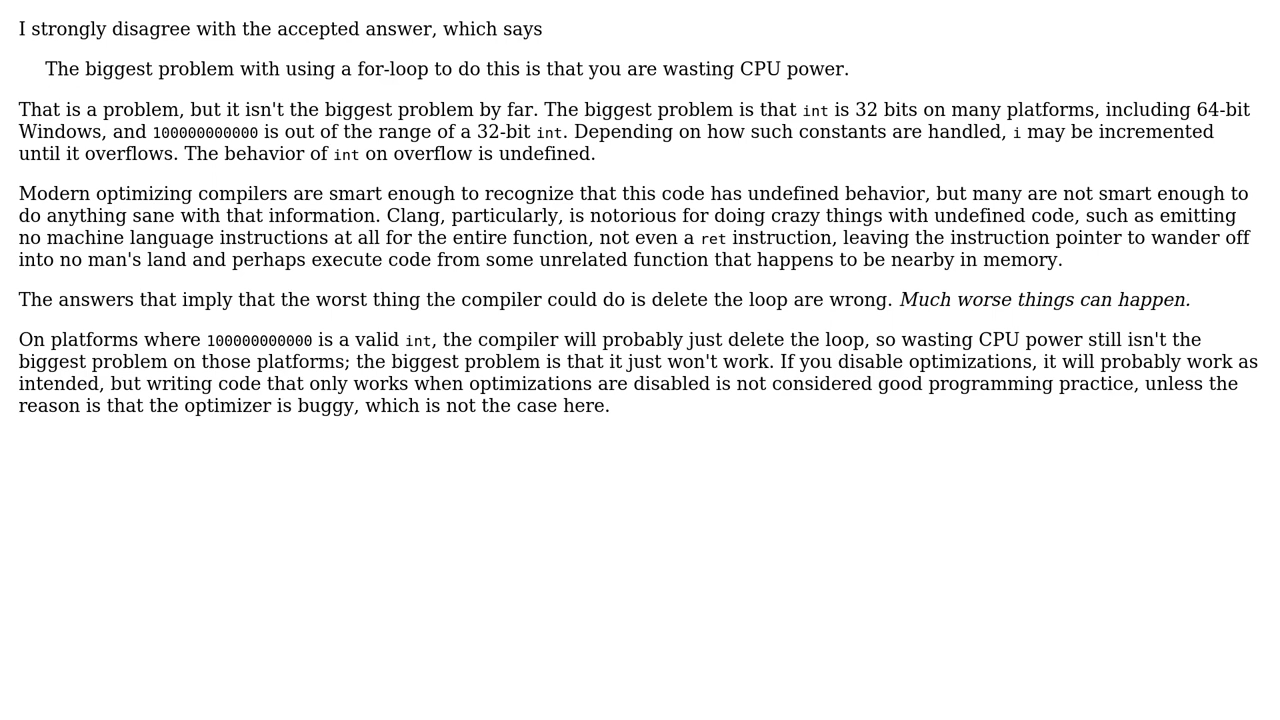 I strongly disagree with the accepted answer, which says
The biggest problem with using a for-loop to do this is that you are wasting CPU power.
That is a problem, but it isn't the biggest problem by far. The biggest problem is that int is 32 bits on many platforms, including 64-bit
Windows, and 100000000000 is out of the range of a 32-bit int. Depending on how such constants are handled, i may be incremented
until it overflows. The behavior of int on overflow is undefined.
Modern optimizing compilers are smart enough to recognize that this code has undefined behavior, but many are not smart enough to
do anything sane with that information. Clang, particularly, is notorious for doing crazy things with undefined code, such as emitting
no machine language instructions at all for the entire function, not even a ret instruction, leaving the instruction pointer to wander off
into no man's land and perhaps execute code from some unrelated function that happens to be nearby in memory.
The answers that imply that the worst thing the compiler could do is delete the loop are wrong. Much worse things can happen.
On platforms where 100000000000 is a valid int, the compiler will probably just delete the loop, so wasting CPU power still isn't the
biggest problem on those platforms; the biggest problem is that it just won't work. If you disable optimizations, it will probably work as
intended, but writing code that only works when optimizations are disabled is not considered good programming practice, unless the
reason is that the optimizer is buggy, which is not the case here.